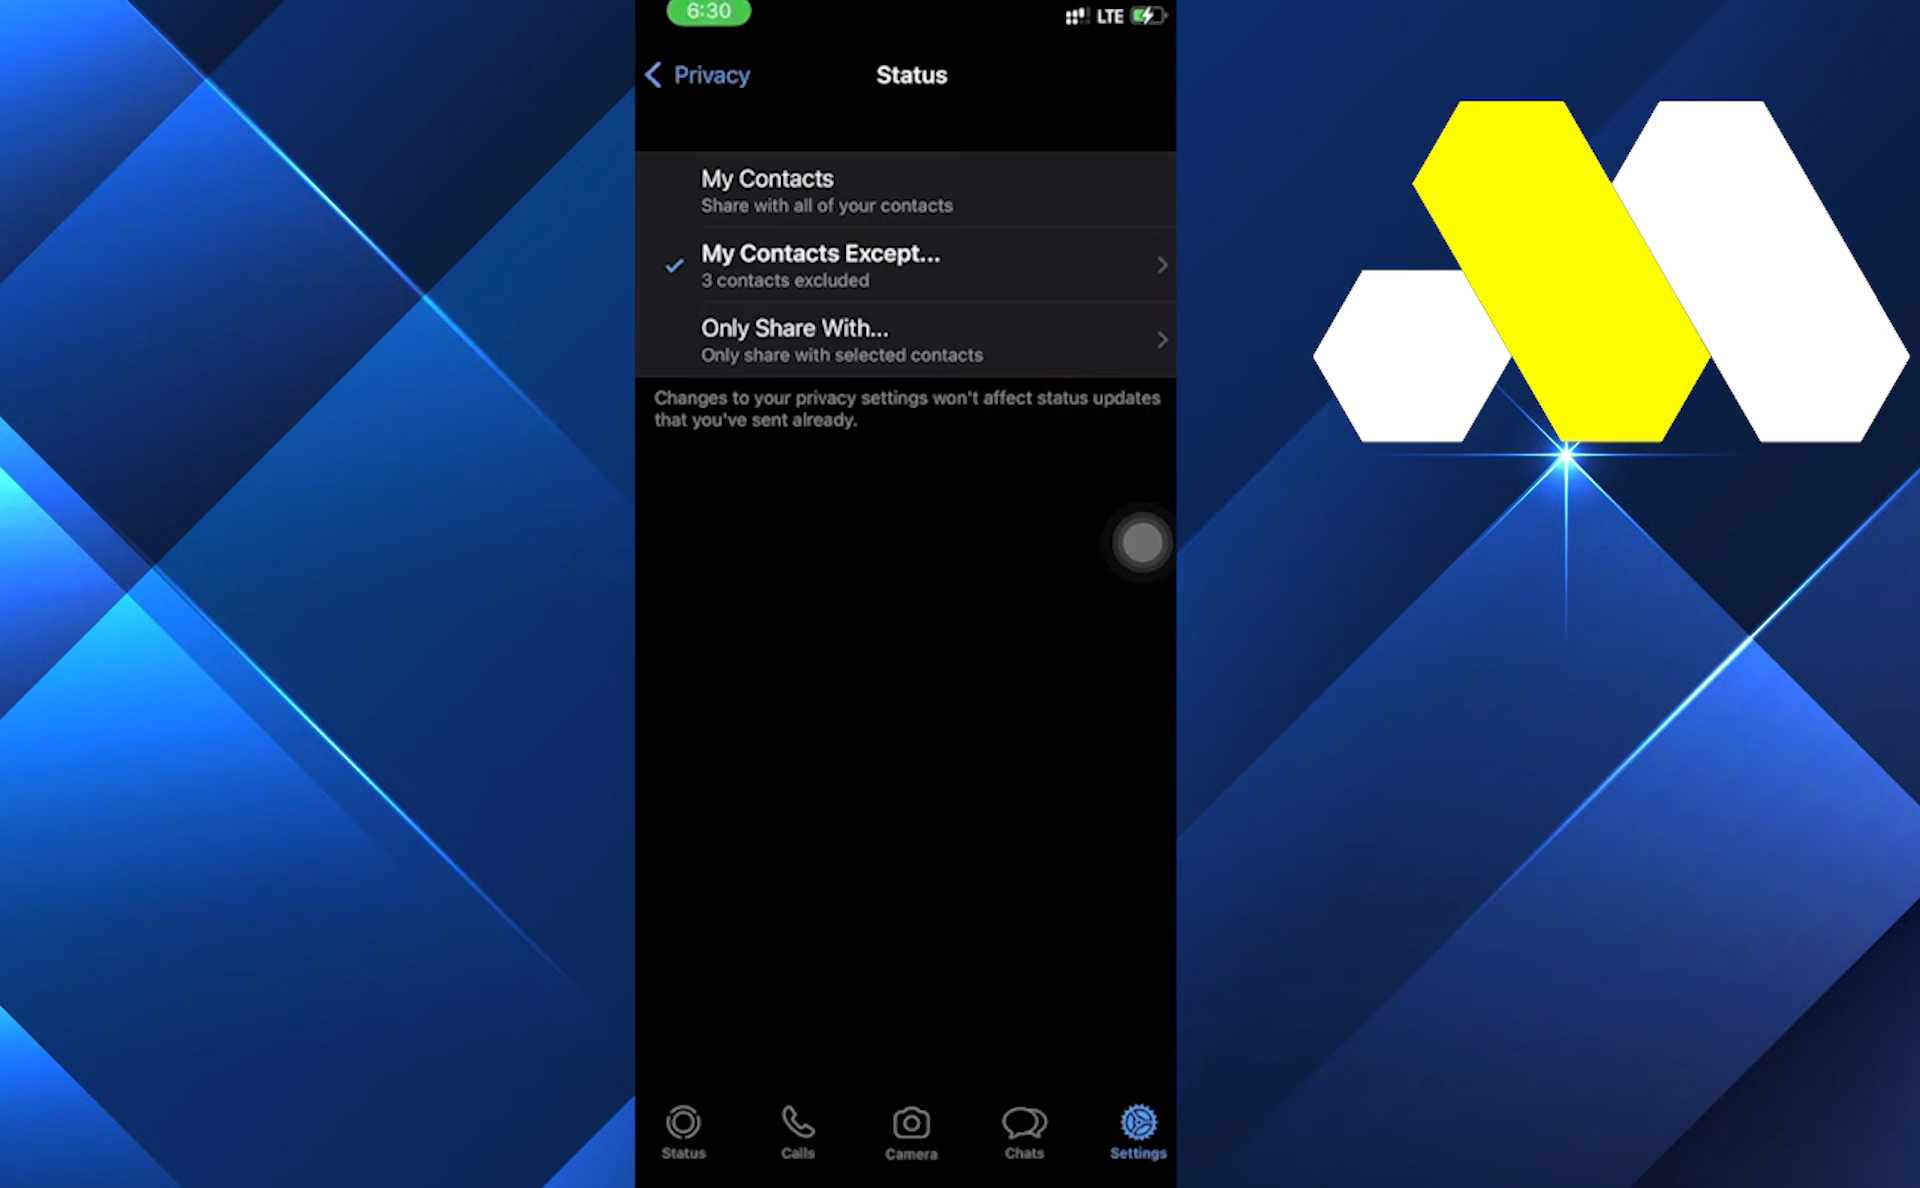 6:30
LTE
Privacy
Status
My Contacts
Share with all of your contacts
My Contacts Except...
3 contacts excluded
Only Share With...
Only share with selected contacts
Changes to your privacy settings won't affect status updates
that you've sent already.
Status
Calls
Camera
Chats
Settings